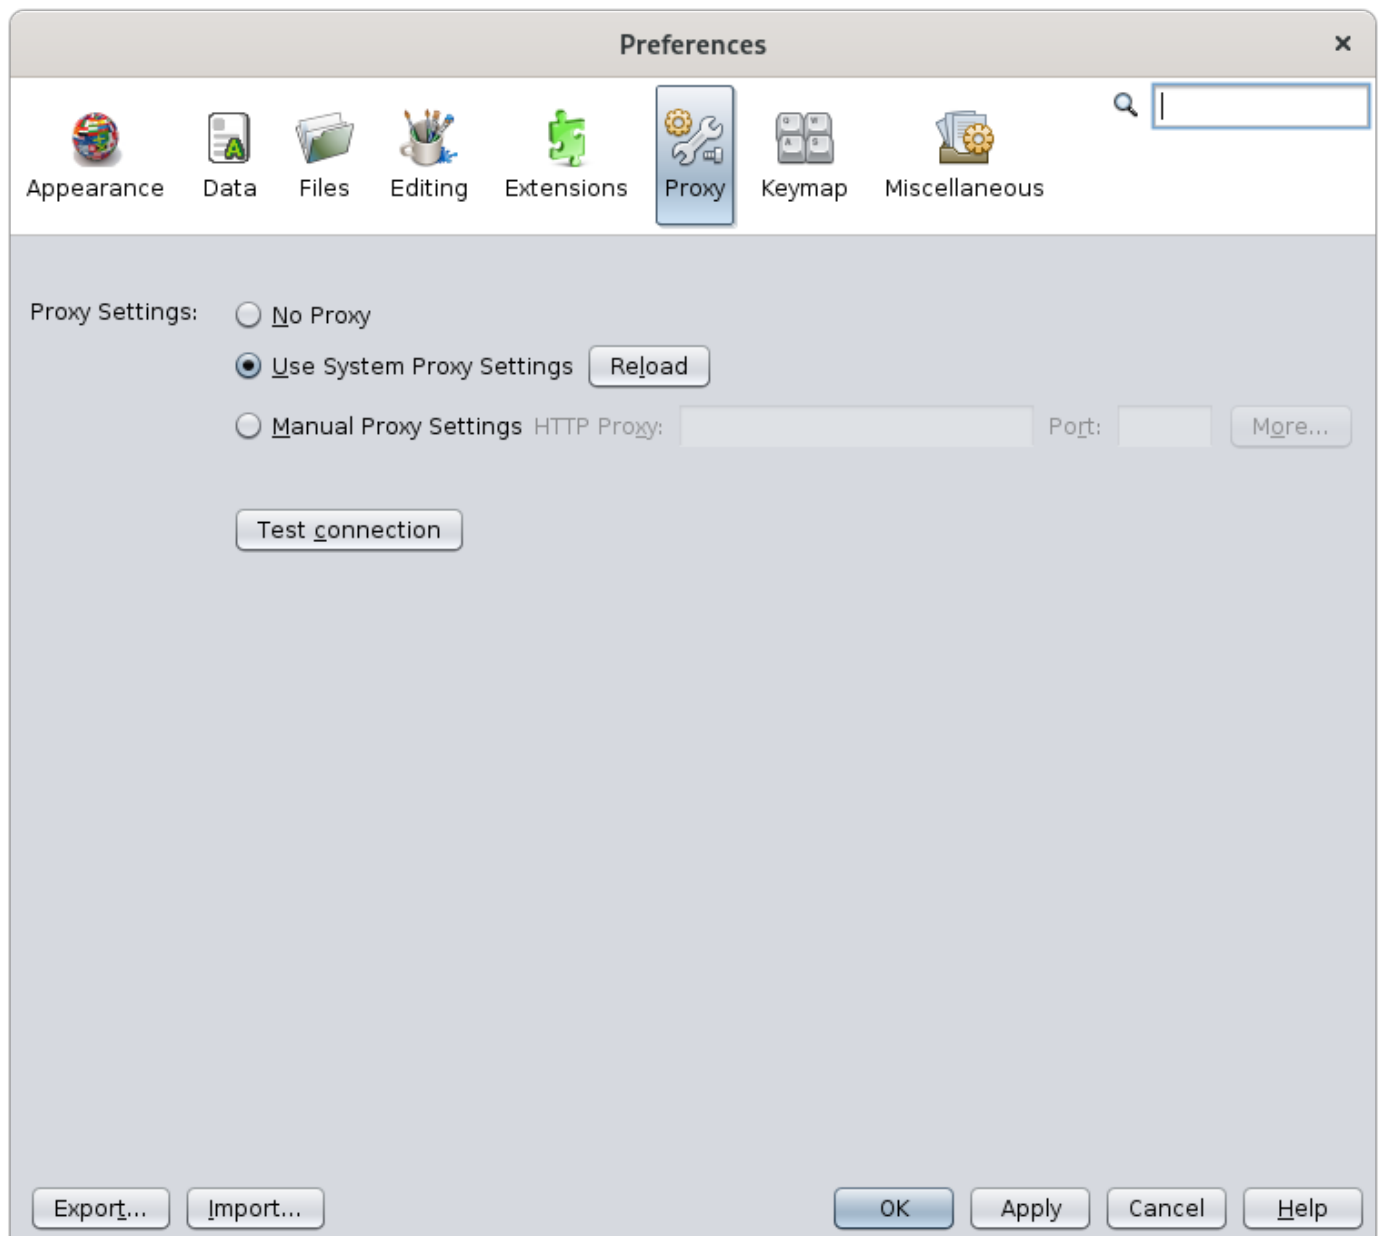 Preferences
Appearance Data Files Editing Extensions Proxy Keymap Miscellaneous
Proxy Settings: No Proxy
Use System Proxy Settings Reload
Manual Proxy Settings HTTP Proxy: Port: More...
Test connection
Export... Import... OK Apply Cancel Help